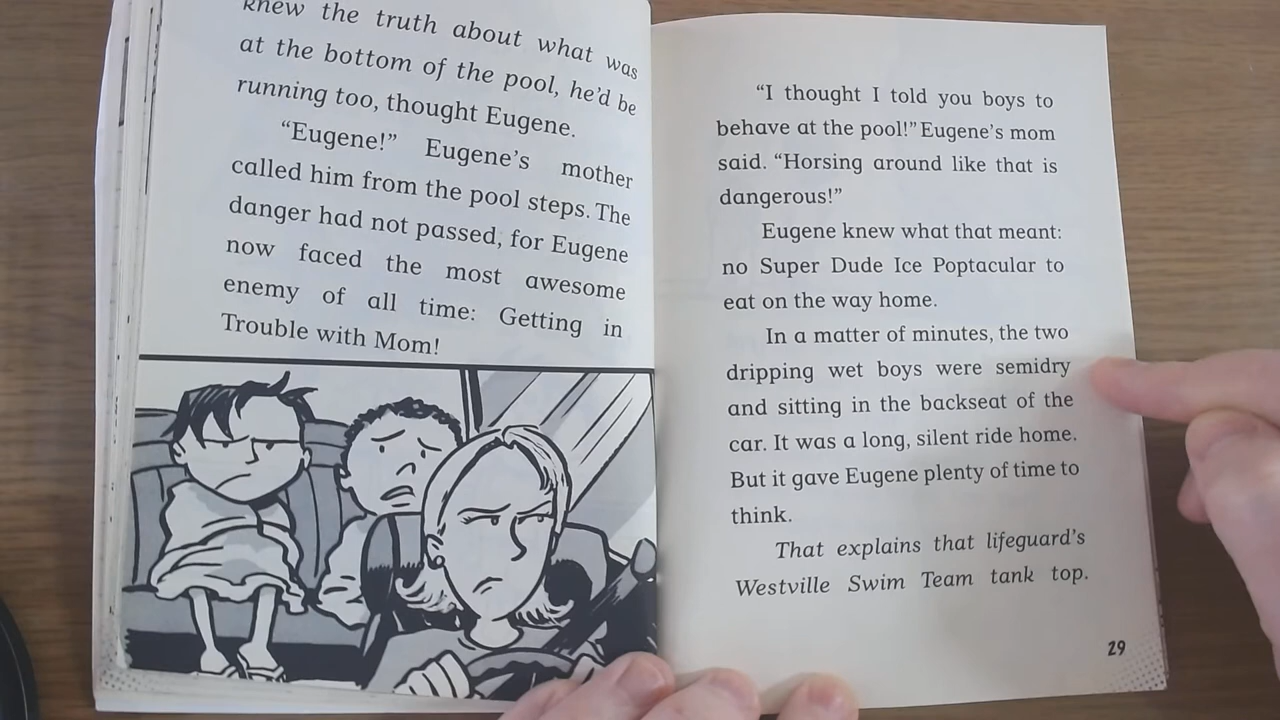 knew the truth about what was
at the bottom of the pool, he'd be
running too, thought Eugene.
“Eugene!” Eugene's mother
called him from the pool steps. The
danger had not passed, for Eugene
now faced the most awesome
enemy of all time: Getting in
Trouble with Mom!
“I thought I told you boys to
behave at the pool!” Eugene's mom
said. “Horsing around like that is
dangerous!”
Eugene knew what that meant:
no Super Dude Ice Poptacular to
eat on the way home.
In a matter of minutes, the two
dripping wet boys were semidry
and sitting in the backseat of the
car. It was a long, silent ride home.
But it gave Eugene plenty of time to
think.
That explains that lifeguard's
Westville Swim Team tank top.
29